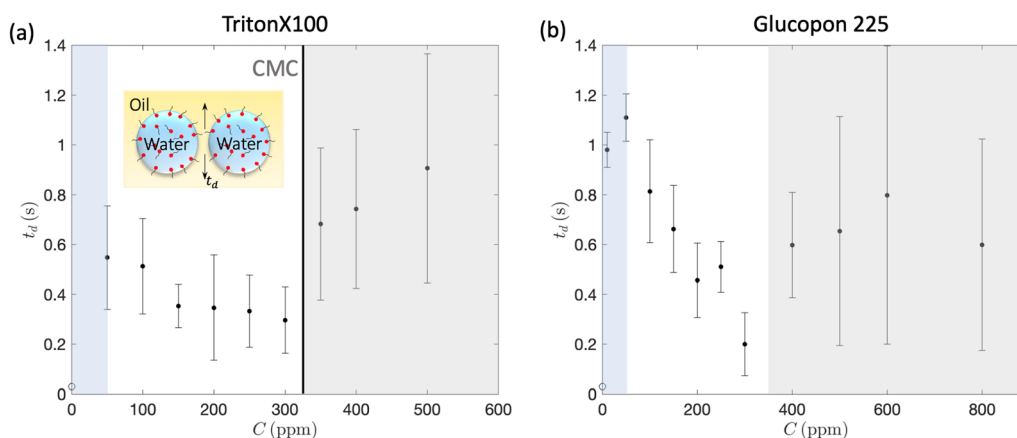 (a)
TritonX100
1.4
1.2
1
0.8
0.6
0.4
0.2
0
t_d (s)
CMC
Oil
Water
Water
t_d
0
100
200
300
400
500
600
C (ppm)
(b)
Glucopon 225
1.4
1.2
1
0.8
0.6
0.4
0.2
0
t_d (s)
0
200
400
600
800
C (ppm)